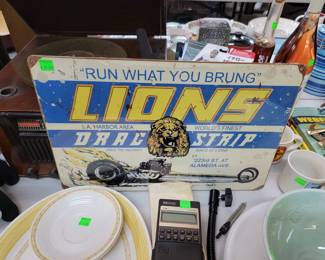 "RUN WHAT YOU BRUNG"
LIONS
L.A. HARBOR AREA
WORLD'S FINEST
DRAG STRIP
223RD ST. AT
ALAMEDA AVE.